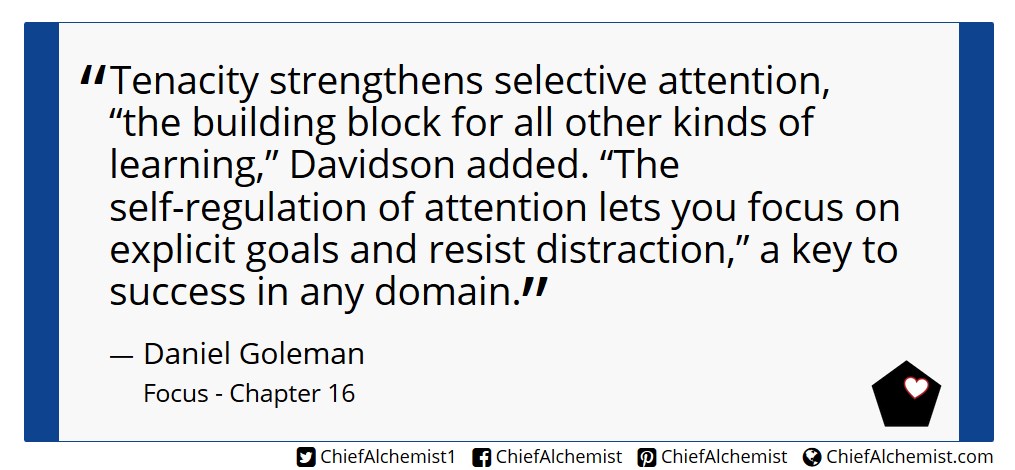 “Tenacity strengthens selective attention,
“the building block for all other kinds of
learning,” Davidson added. “The
self-regulation of attention lets you focus on
explicit goals and resist distraction,” a key to
success in any domain.”
— Daniel Goleman
Focus - Chapter 16
ChiefAlchemist1 ChiefAlchemist ChiefAlchemist ChiefAlchemist.com